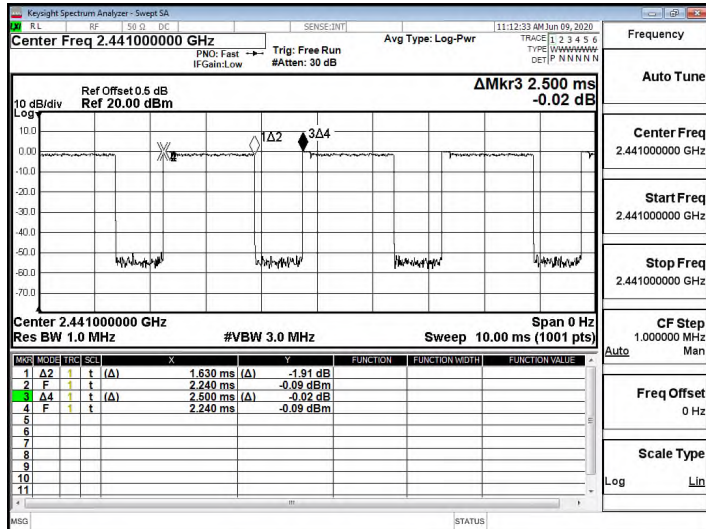 Keysight Spectrum Analyzer - Swept SA
LXI RL RF 50 Ω DC SENSE:INT 11:12:33 AM Jun 09, 2020
Center Freq 2.441000000 GHz
PNO: Fast
IFGain:Low
Trig: Free Run
#Atten: 30 dB
Avg Type: Log-Pwr
TRACE 1 2 3 4 5 6
TYPE WWWWWW
DET P N N N N N
Ref Offset 0.5 dB
10 dB/div Ref 20.00 dBm
ΔMkr3 2.500 ms
-0.02 dB
Log
10.0
0.00
-10.0
-20.0
-30.0
-40.0
-50.0
-60.0
-70.0
1Δ2
3Δ4
Center 2.441000000 GHz Span 0 Hz
Res BW 1.0 MHz #VBW 3.0 MHz Sweep 10.00 ms (1001 pts)
MKR MODE TRC SCL X Y FUNCTION FUNCTION WIDTH FUNCTION VALUE
1 Δ2 1 t (Δ) 1.630 ms (Δ) -1.91 dB
2 F 1 t 2.240 ms -0.09 dBm
3 Δ4 1 t (Δ) 2.500 ms (Δ) -0.02 dB
4 F 1 t 2.240 ms -0.09 dBm
5
6
7
8
9
10
11
MSG STATUS
Frequency
Auto Tune
Center Freq
2.441000000 GHz
Start Freq
2.441000000 GHz
Stop Freq
2.441000000 GHz
CF Step
1.000000 MHz
Auto Man
Freq Offset
0 Hz
Scale Type
Log Lin